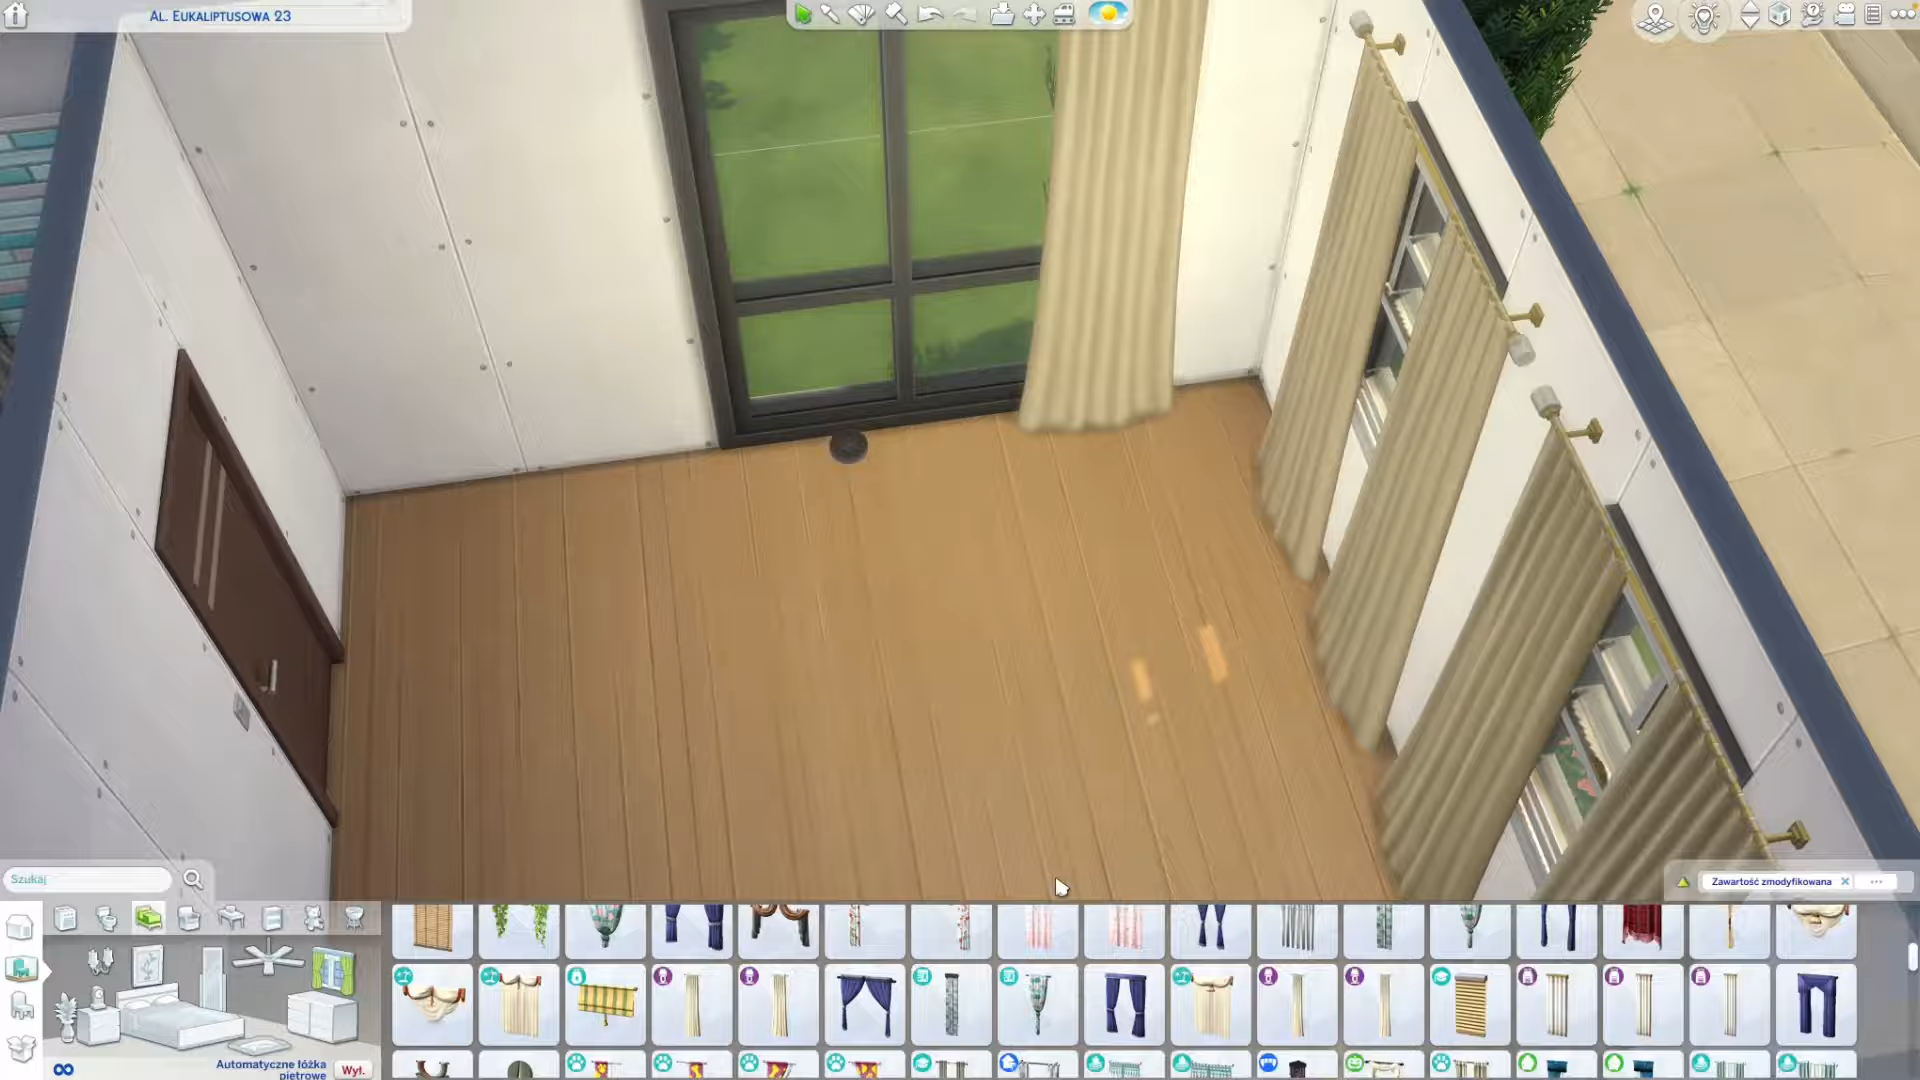 AL. EUKALIPTUSOWA 23
Szukaj
Zawartość zmodyfikowana
Automatyczne łóżka
piętrowe
Wył.